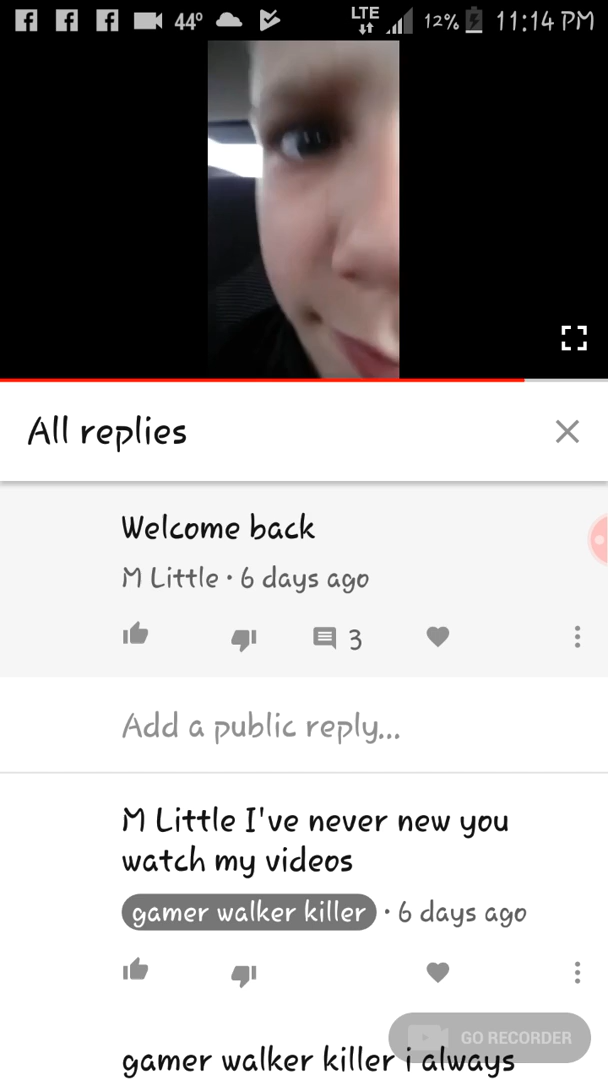 44° LTE 12% 11:14 PM
All replies
Welcome back
M Little · 6 days ago
3
Add a public reply...
M Little I've never new you
watch my videos
gamer walker killer · 6 days ago
GO RECORDER
gamer walker killer i always